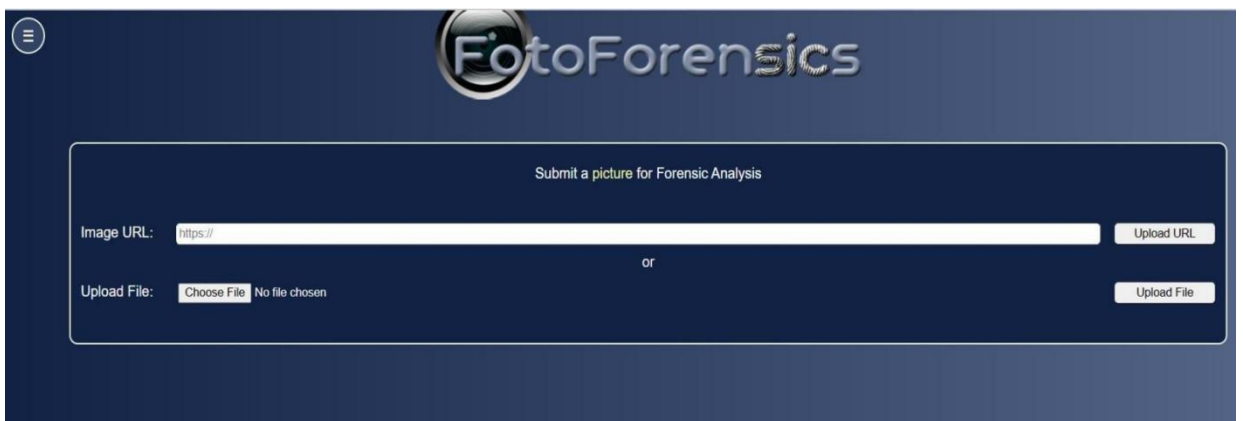 FotoForensics
Submit a picture for Forensic Analysis
Image URL: https:// Upload URL
or
Upload File: Choose File No file chosen Upload File